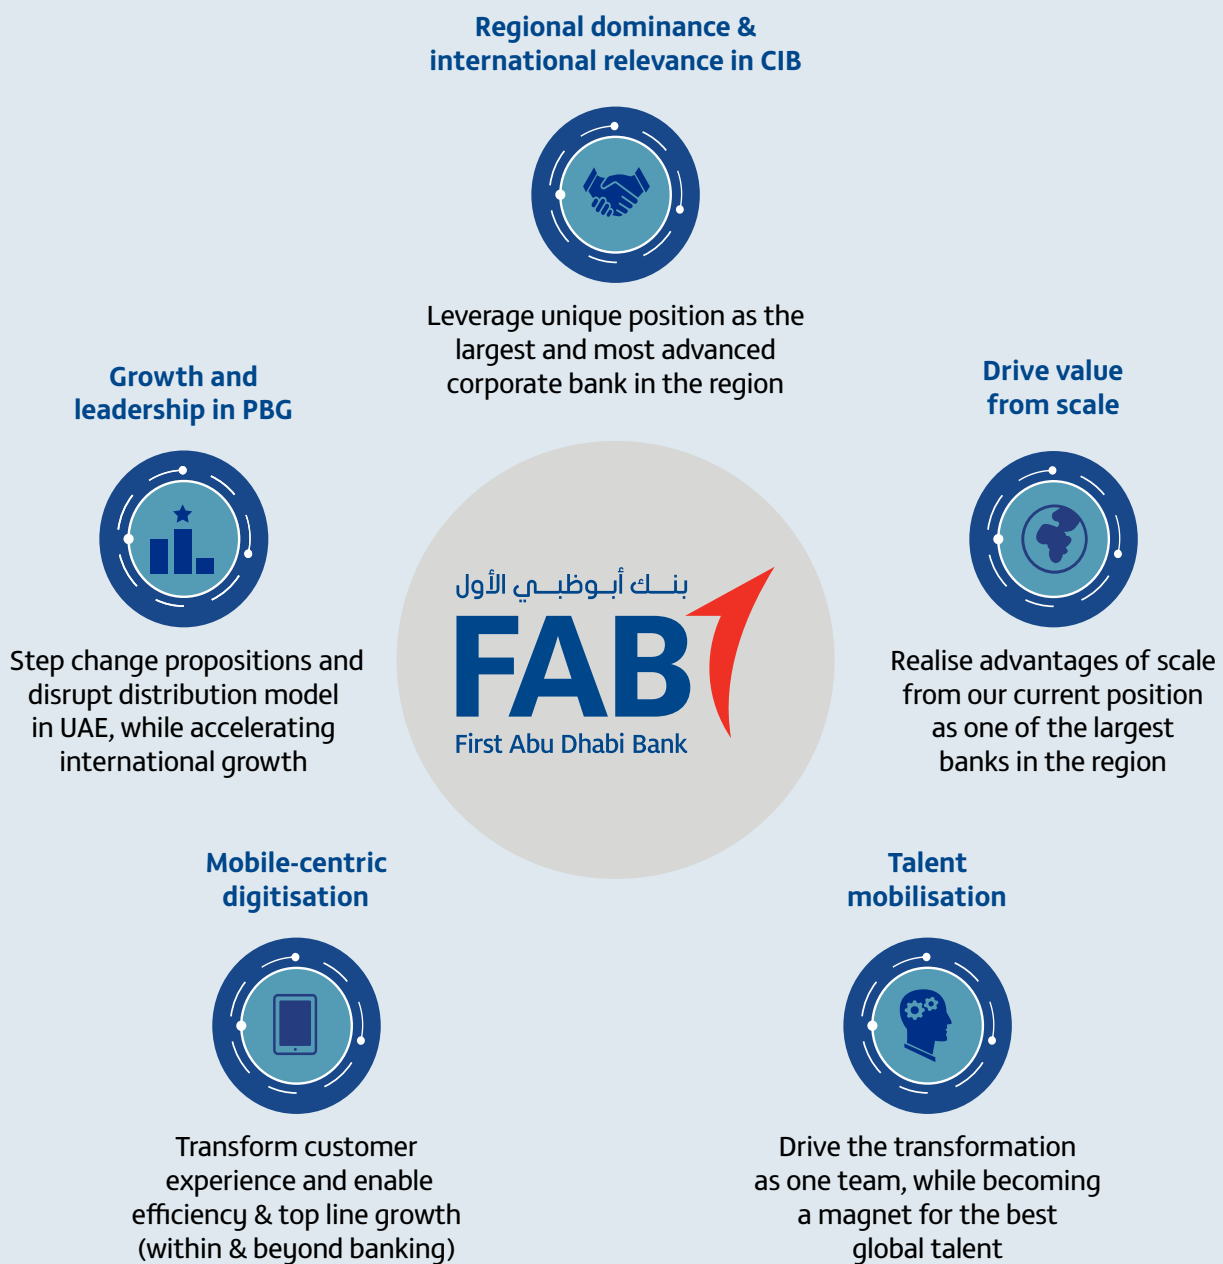 Regional dominance &
international relevance in CIB
Leverage unique position as the
largest and most advanced
corporate bank in the region
Growth and
leadership in PBG
Step change propositions and
disrupt distribution model
in UAE, while accelerating
international growth
Drive value
from scale
Realise advantages of scale
from our current position
as one of the largest
banks in the region
بنك أبوظبي الأول
FAB
First Abu Dhabi Bank
Mobile-centric
digitisation
Transform customer
experience and enable
efficiency & top line growth
(within & beyond banking)
Talent
mobilisation
Drive the transformation
as one team, while becoming
a magnet for the best
global talent